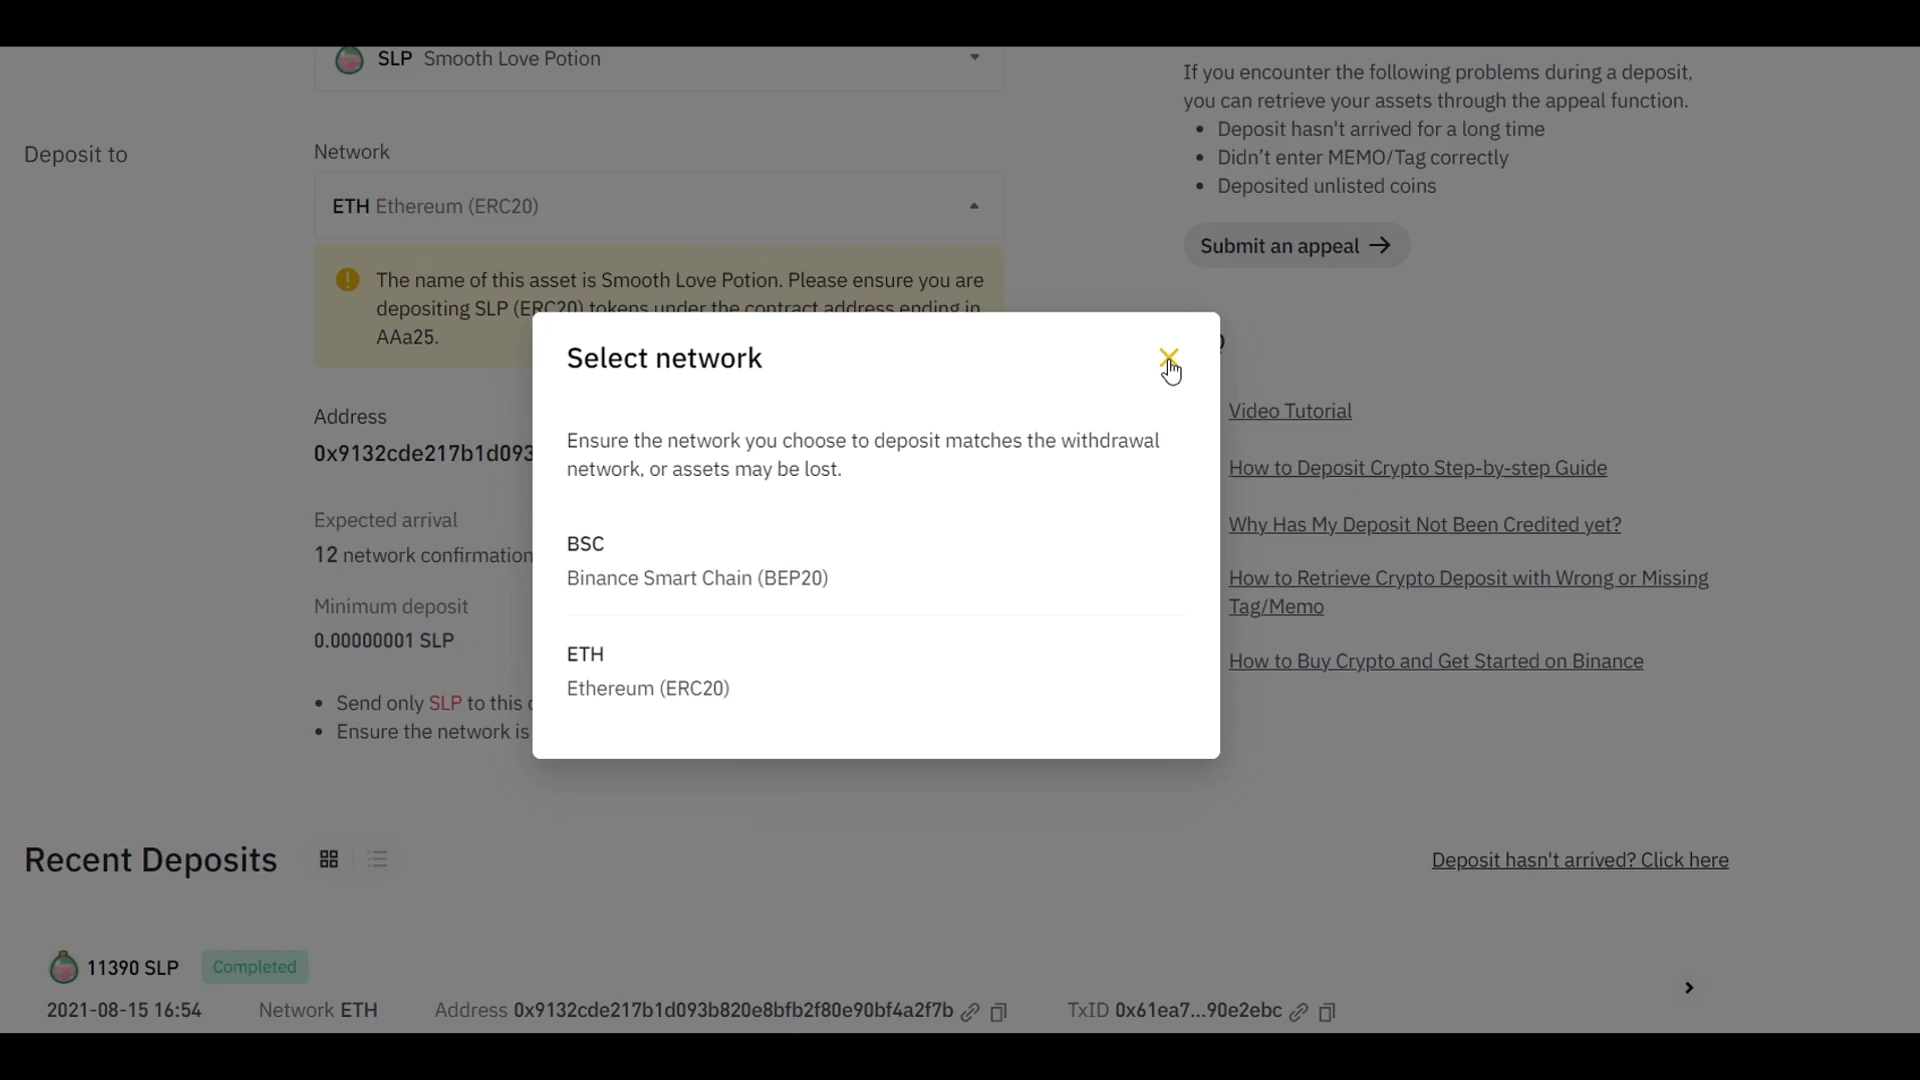 SLP Smooth Love Potion
If you encounter the following problems during a deposit,
you can retrieve your assets through the appeal function.
• Deposit hasn't arrived for a long time
• Didn’t enter MEMO/Tag correctly
• Deposited unlisted coins
Submit an appeal →
Deposit to
Network
ETH Ethereum (ERC20)
The name of this asset is Smooth Love Potion. Please ensure you are
depositing SLP (ERC20) tokens under the contract address ending in
AAa25.
Address
0x9132cde217b1d093
Expected arrival
12 network confirmation
Minimum deposit
0.00000001 SLP
• Send only SLP to this
• Ensure the network is
Select network
Ensure the network you choose to deposit matches the withdrawal
network, or assets may be lost.
BSC
Binance Smart Chain (BEP20)
ETH
Ethereum (ERC20)
Video Tutorial
How to Deposit Crypto Step-by-step Guide
Why Has My Deposit Not Been Credited yet?
How to Retrieve Crypto Deposit with Wrong or Missing
Tag/Memo
How to Buy Crypto and Get Started on Binance
Recent Deposits
Deposit hasn't arrived? Click here
11390 SLP Completed
2021-08-15 16:54 Network ETH Address 0x9132cde217b1d093b820e8bfb2f80e90bf4a2f7b TxID 0x61ea7...90e2ebc